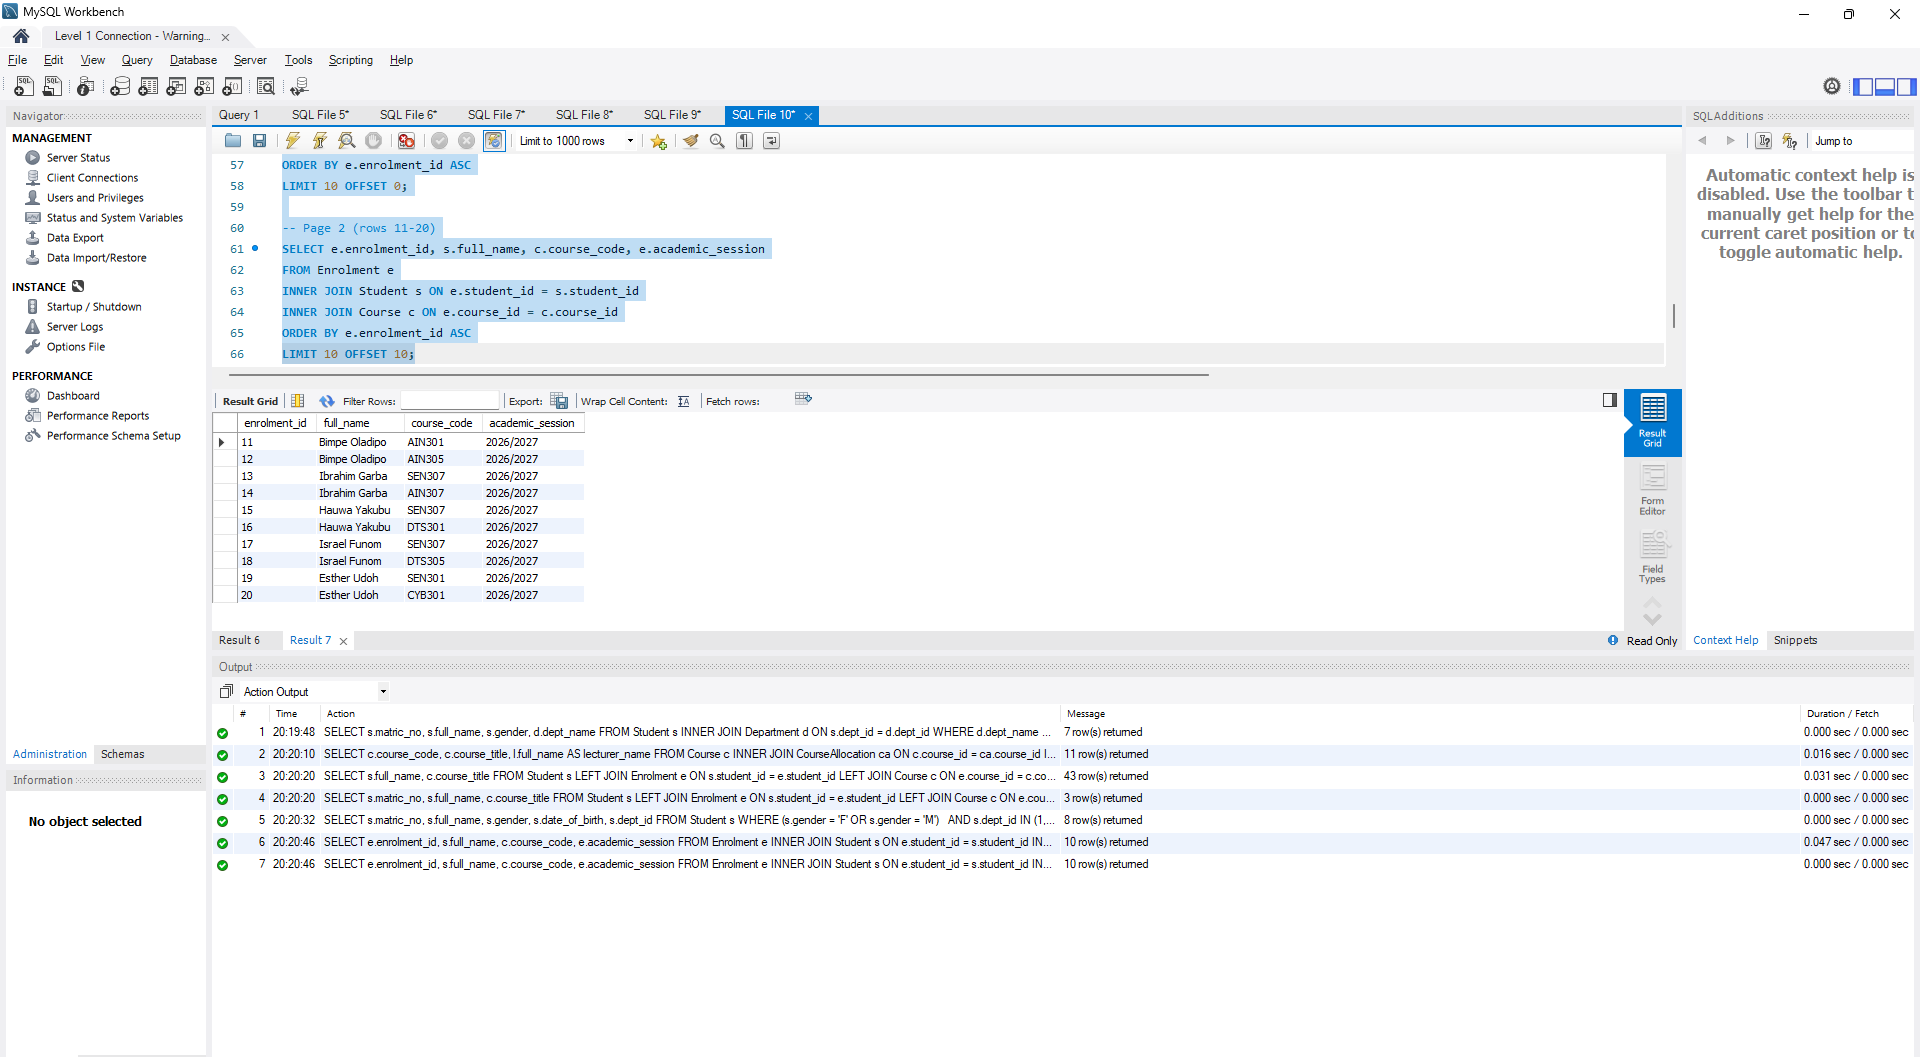 MySQL Workbench
Level 1 Connection - Warning...
File Edit View Query Database Server Tools Scripting Help
Navigator
MANAGEMENT
Server Status
Client Connections
Users and Privileges
Status and System Variables
Data Export
Data Import/Restore
INSTANCE
Startup / Shutdown
Server Logs
Options File
PERFORMANCE
Dashboard
Performance Reports
Performance Schema Setup
Administration Schemas
Information
No object selected
Query 1 SQL File 5* SQL File 6* SQL File 7* SQL File 8* SQL File 9* SQL File 10*
Limit to 1000 rows
57 ORDER BY e.enrolment_id ASC
58 LIMIT 10 OFFSET 0;
59
60 -- Page 2 (rows 11-20)
61 SELECT e.enrolment_id, s.full_name, c.course_code, e.academic_session
62 FROM Enrolment e
63 INNER JOIN Student s ON e.student_id = s.student_id
64 INNER JOIN Course c ON e.course_id = c.course_id
65 ORDER BY e.enrolment_id ASC
66 LIMIT 10 OFFSET 10;
Result Grid Filter Rows: Export: Wrap Cell Content: Fetch rows:
enrolment_id full_name course_code academic_session
11 Bimpe Oladipo AIN301 2026/2027
12 Bimpe Oladipo AIN305 2026/2027
13 Ibrahim Garba SEN307 2026/2027
14 Ibrahim Garba AIN307 2026/2027
15 Hauwa Yakubu SEN307 2026/2027
16 Hauwa Yakubu DTS301 2026/2027
17 Israel Funom SEN307 2026/2027
18 Israel Funom DTS305 2026/2027
19 Esther Udoh SEN301 2026/2027
20 Esther Udoh CYB301 2026/2027
Result Grid
Form Editor
Field Types
Result 6 Result 7 Read Only
SQLAdditions
Jump to
Automatic context help is
disabled. Use the toolbar t
manually get help for the
current caret position or to
toggle automatic help.
Context Help Snippets
Output
Action Output
# Time Action Message Duration / Fetch
1 20:19:48 SELECT s.matric_no, s.full_name, s.gender, d.dept_name FROM Student s INNER JOIN Department d ON s.dept_id = d.dept_id WHERE d.dept_name ... 7 row(s) returned 0.000 sec / 0.000 sec
2 20:20:10 SELECT c.course_code, c.course_title, l.full_name AS lecturer_name FROM Course c INNER JOIN CourseAllocation ca ON c.course_id = ca.course_id I... 11 row(s) returned 0.016 sec / 0.000 sec
3 20:20:20 SELECT s.full_name, c.course_title FROM Student s LEFT JOIN Enrolment e ON s.student_id = e.student_id LEFT JOIN Course c ON e.course_id = c.co... 43 row(s) returned 0.031 sec / 0.000 sec
4 20:20:20 SELECT s.matric_no, s.full_name, c.course_title FROM Student s LEFT JOIN Enrolment e ON s.student_id = e.student_id LEFT JOIN Course c ON e.cou... 3 row(s) returned 0.000 sec / 0.000 sec
5 20:20:32 SELECT s.matric_no, s.full_name, s.gender, s.date_of_birth, s.dept_id FROM Student s WHERE (s.gender = 'F' OR s.gender = 'M') AND s.dept_id IN (1,... 8 row(s) returned 0.000 sec / 0.000 sec
6 20:20:46 SELECT e.enrolment_id, s.full_name, c.course_code, e.academic_session FROM Enrolment e INNER JOIN Student s ON e.student_id = s.student_id IN... 10 row(s) returned 0.047 sec / 0.000 sec
7 20:20:46 SELECT e.enrolment_id, s.full_name, c.course_code, e.academic_session FROM Enrolment e INNER JOIN Student s ON e.student_id = s.student_id IN... 10 row(s) returned 0.000 sec / 0.000 sec